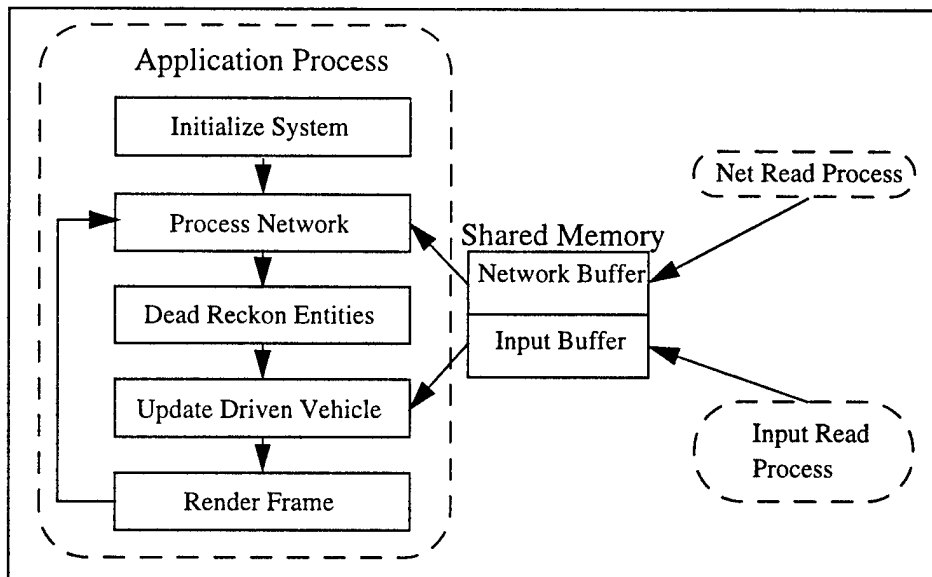 Application Process
Initialize System
Process Network
Dead Reckon Entities
Update Driven Vehicle
Render Frame
Shared Memory
Network Buffer
Input Buffer
Net Read Process
Input Read
Process